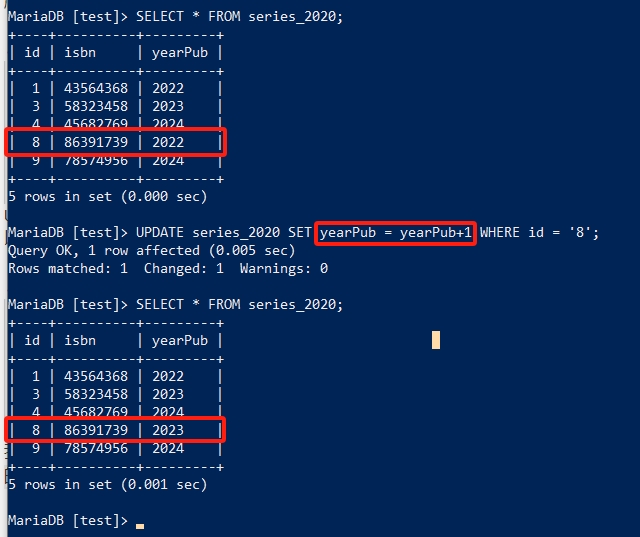 MariaDB [test]> SELECT * FROM series_2020;
+----+----------+---------+
| id | isbn     | yearPub |
+----+----------+---------+
|  1 | 43564368 | 2022    |
|  3 | 58323458 | 2023    |
|  4 | 45682769 | 2024    |
|  8 | 86391739 | 2022    |
|  9 | 78574956 | 2024    |
+----+----------+---------+
5 rows in set (0.000 sec)
MariaDB [test]> UPDATE series_2020 SET yearPub = yearPub+1 WHERE id = '8';
Query OK, 1 row affected (0.005 sec)
Rows matched: 1  Changed: 1  Warnings: 0
MariaDB [test]> SELECT * FROM series_2020;
+----+----------+---------+
| id | isbn     | yearPub |
+----+----------+---------+
|  1 | 43564368 | 2022    |
|  3 | 58323458 | 2023    |
|  4 | 45682769 | 2024    |
|  8 | 86391739 | 2023    |
|  9 | 78574956 | 2024    |
+----+----------+---------+
5 rows in set (0.001 sec)
MariaDB [test]>